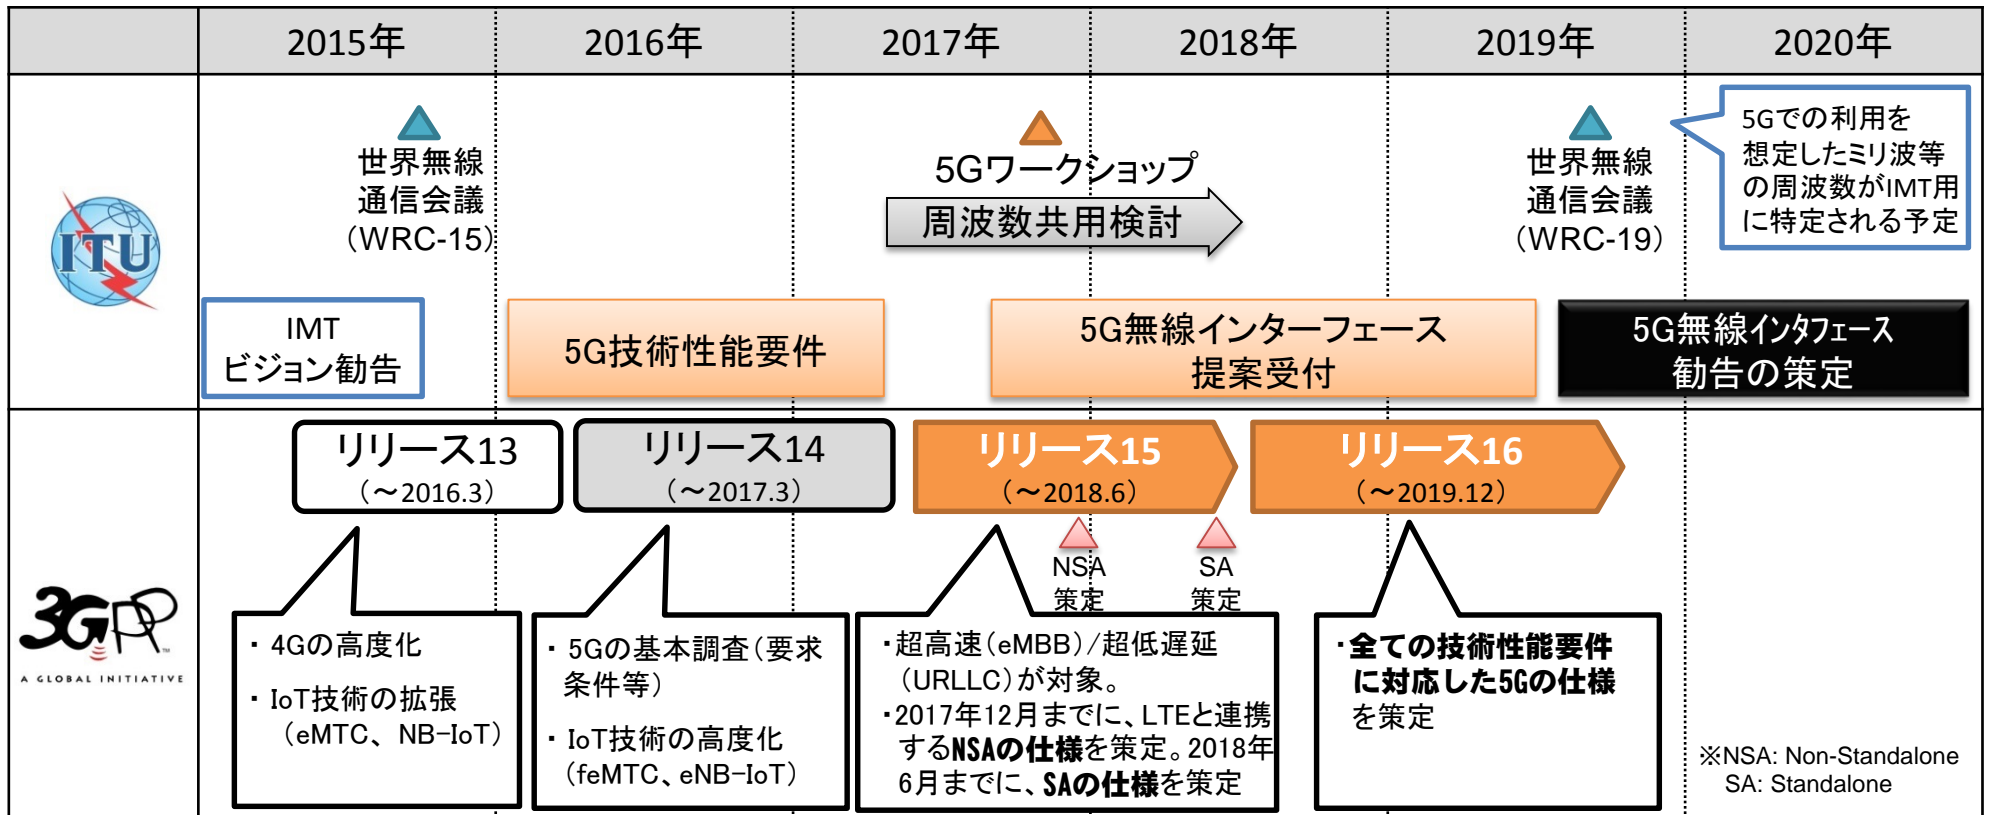 2015年
2016年
2017年
2018年
2019年
2020年
ITU
世界無線
通信会議
（WRC-15）
5Gワークショップ
周波数共用検討
世界無線
通信会議
（WRC-19）
5Gでの利用を
想定したミリ波等
の周波数がIMT用
に特定される予定
IMT
ビジョン勧告
5G技術性能要件
5G無線インターフェース
提案受付
5G無線インタフェース
勧告の策定
3GPP
A GLOBAL INITIATIVE
リリース13
（～2016.3）
リリース14
（～2017.3）
リリース15
（～2018.6）
リリース16
（～2019.12）
NSA
策定
SA
策定
・ 4Gの高度化
・ IoT技術の拡張
（eMTC、NB-IoT）
・ 5Gの基本調査（要求
条件等）
・ IoT技術の高度化
（feMTC、eNB-IoT）
・超高速（eMBB）/超低遅延
（URLLC）が対象。
・2017年12月までに、LTEと連携
するNSAの仕様を策定。2018年
6月までに、SAの仕様を策定
・全ての技術性能要件
に対応した5Gの仕様
を策定
※NSA: Non-Standalone
SA: Standalone